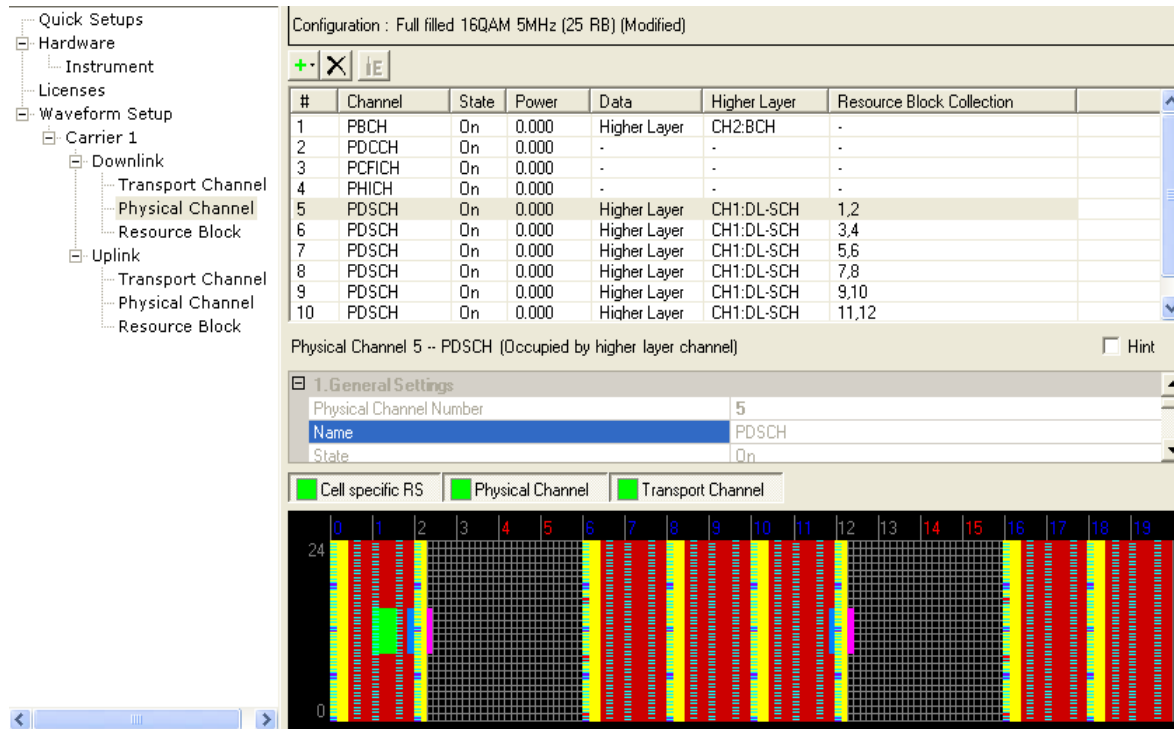 Quick Setups
Hardware
Instrument
Licenses
Waveform Setup
Carrier 1
Downlink
Transport Channel
Physical Channel
Resource Block
Uplink
Transport Channel
Physical Channel
Resource Block
Configuration : Full filled 16QAM 5MHz (25 RB) (Modified)
# Channel State Power Data Higher Layer Resource Block Collection
1 PBCH On 0.000 Higher Layer CH2:BCH -
2 PDCCH On 0.000 - - -
3 PCFICH On 0.000 - - -
4 PHICH On 0.000 - - -
5 PDSCH On 0.000 Higher Layer CH1:DL-SCH 1,2
6 PDSCH On 0.000 Higher Layer CH1:DL-SCH 3,4
7 PDSCH On 0.000 Higher Layer CH1:DL-SCH 5,6
8 PDSCH On 0.000 Higher Layer CH1:DL-SCH 7,8
9 PDSCH On 0.000 Higher Layer CH1:DL-SCH 9,10
10 PDSCH On 0.000 Higher Layer CH1:DL-SCH 11,12
Physical Channel 5 -- PDSCH (Occupied by higher layer channel) Hint
1.General Settings
Physical Channel Number 5
Name PDSCH
State On
Cell specific RS Physical Channel Transport Channel
0 1 2 3 4 5 6 7 8 9 10 11 12 13 14 15 16 17 18 19
24
0